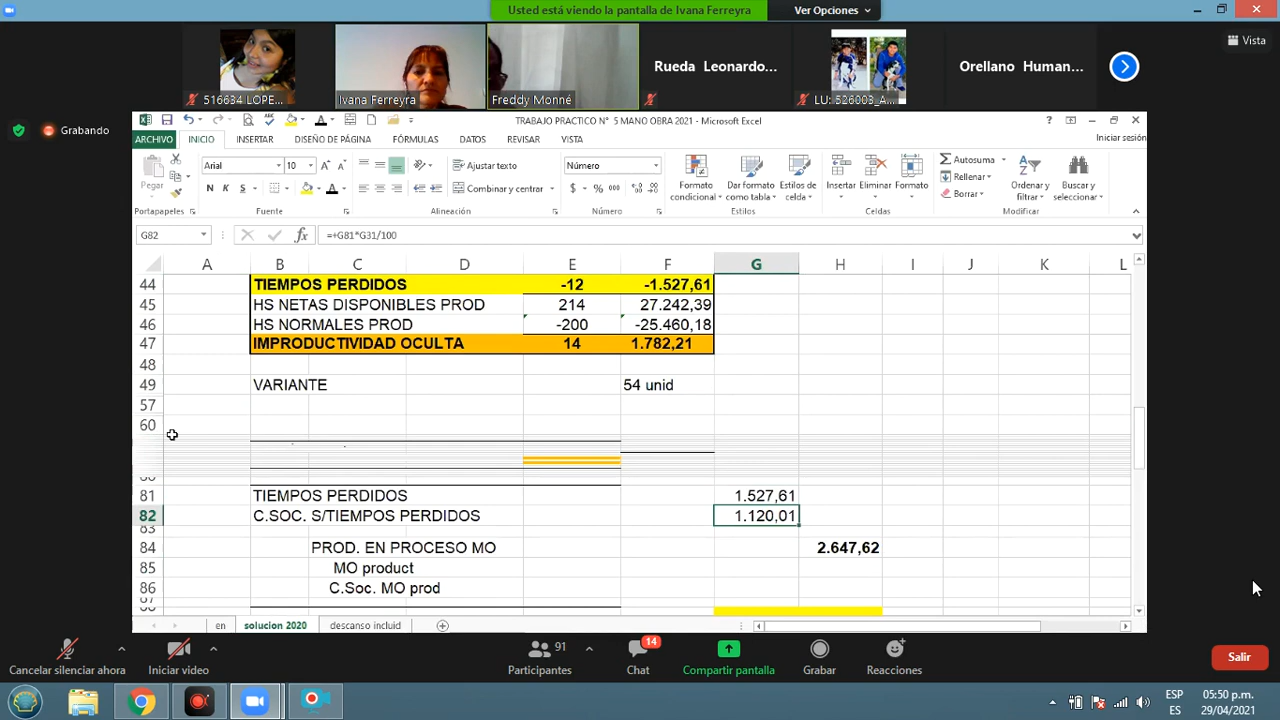 Usted está viendo la pantalla de Ivana Ferreyra
Ver Opciones
Vista
516634 LOPE...
Ivana Ferreyra
Freddy Monné
Rueda Leonardo...
LU: 526003_A...
Orellano Human...
Grabando
TRABAJO PRACTICO N° 5 MANO OBRA 2021 - Microsoft Excel
ARCHIVO INICIO INSERTAR DISEÑO DE PÁGINA FÓRMULAS DATOS REVISAR VISTA Iniciar sesión
Pegar
Arial 10
N K S
Ajustar texto
Combinar y centrar
Número
$ % 000
Formato condicional
Dar formato como tabla
Estilos de celda
Insertar Eliminar Formato
Autosuma
Rellenar
Borrar
Ordenar y filtrar
Buscar y seleccionar
Portapapeles Fuente Alineación Número Estilos Celdas Modificar
G82 fx =+G81*G31/100
A B C D E F G H I J K L
44 TIEMPOS PERDIDOS -12 -1.527,61
45 HS NETAS DISPONIBLES PROD 214 27.242,39
46 HS NORMALES PROD -200 -25.460,18
47 IMPRODUCTIVIDAD OCULTA 14 1.782,21
48
49 VARIANTE 54 unid
57
60
81 TIEMPOS PERDIDOS 1.527,61
82 C.SOC. S/TIEMPOS PERDIDOS 1.120,01
83
84 PROD. EN PROCESO MO 2.647,62
85 MO product
86 C.Soc. MO prod
en solucion 2020 descanso incluid
Cancelar silenciar ahora
Iniciar video
91
Participantes
14
Chat
Compartir pantalla
Grabar
Reacciones
Salir
ESP
ES
05:50 p.m.
29/04/2021